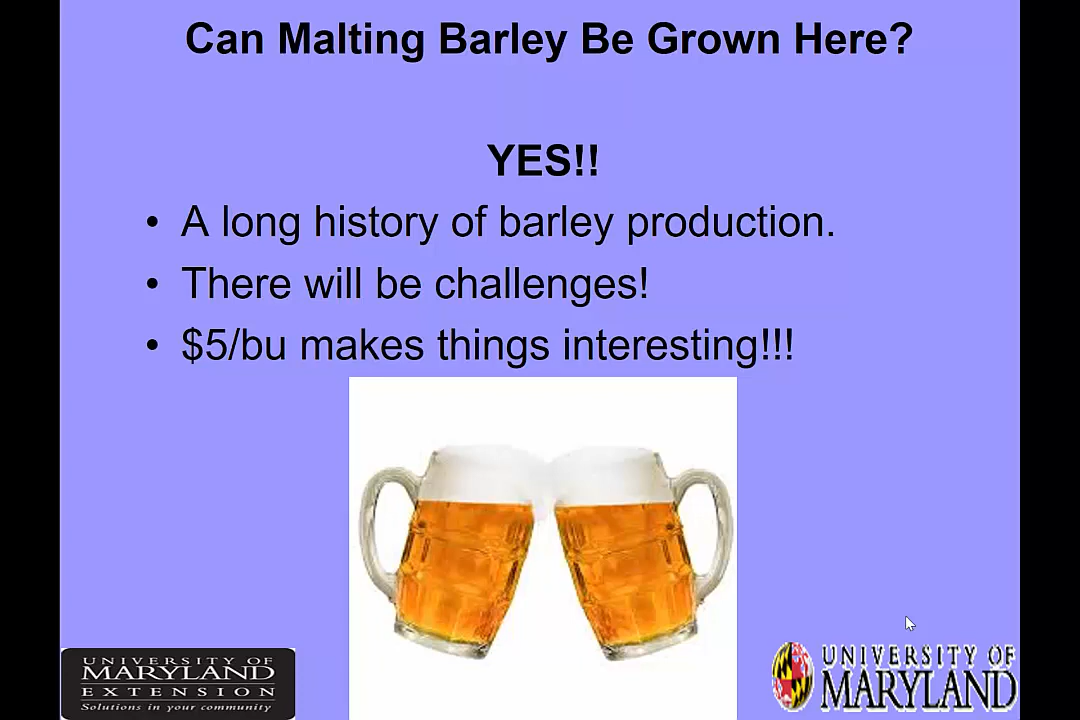 Can Malting Barley Be Grown Here?
YES!!
• A long history of barley production.
• There will be challenges!
• $5/bu makes things interesting!!!
UNIVERSITY OF
MARYLAND
EXTENSION
Solutions in your community
UNIVERSITY OF
MARYLAND